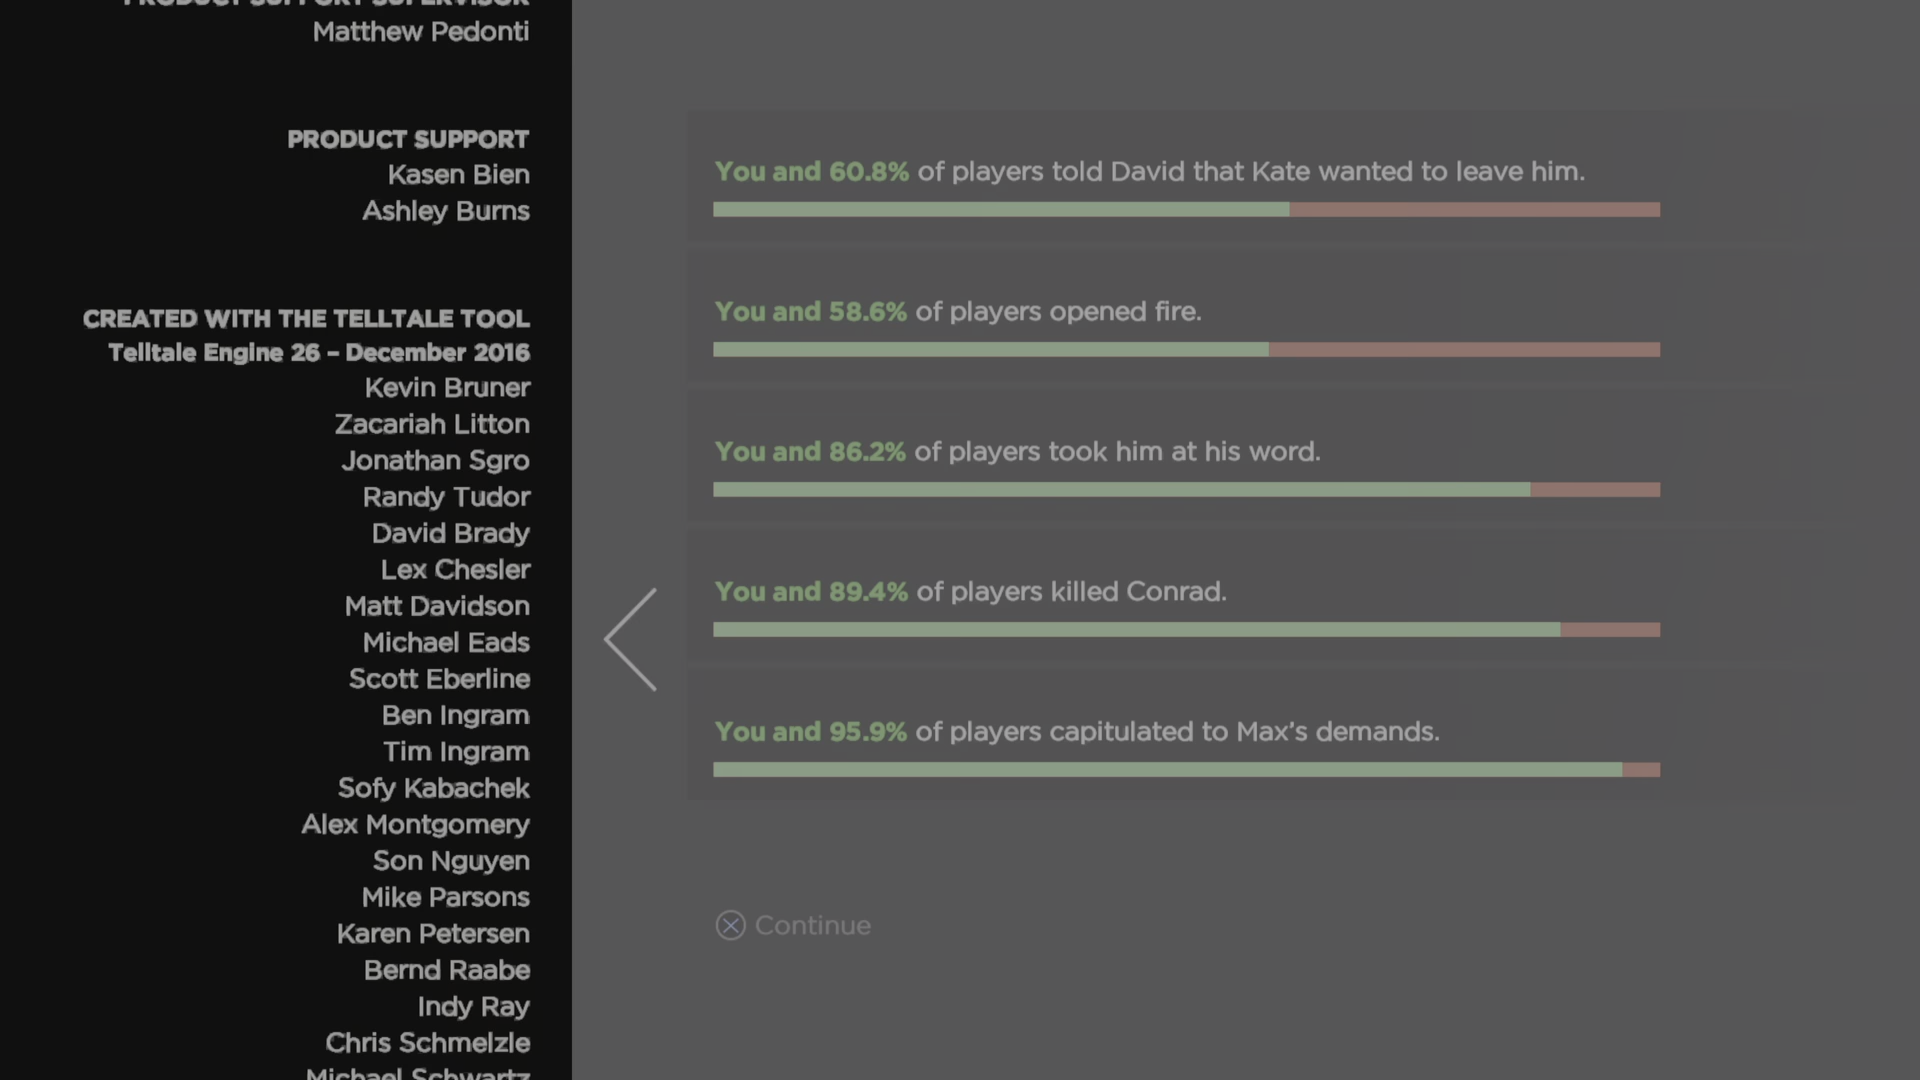 PRODUCT SUPPORT SUPERVISOR
Matthew Pedonti
PRODUCT SUPPORT
Kasen Bien
Ashley Burns
CREATED WITH THE TELLTALE TOOL
Telltale Engine 26 – December 2016
Kevin Bruner
Zacariah Litton
Jonathan Sgro
Randy Tudor
David Brady
Lex Chesler
Matt Davidson
Michael Eads
Scott Eberline
Ben Ingram
Tim Ingram
Sofy Kabachek
Alex Montgomery
Son Nguyen
Mike Parsons
Karen Petersen
Bernd Raabe
Indy Ray
Chris Schmelzle
Michael Schwartz
You and 60.8% of players told David that Kate wanted to leave him.
You and 58.6% of players opened fire.
You and 86.2% of players took him at his word.
You and 89.4% of players killed Conrad.
You and 95.9% of players capitulated to Max's demands.
Continue